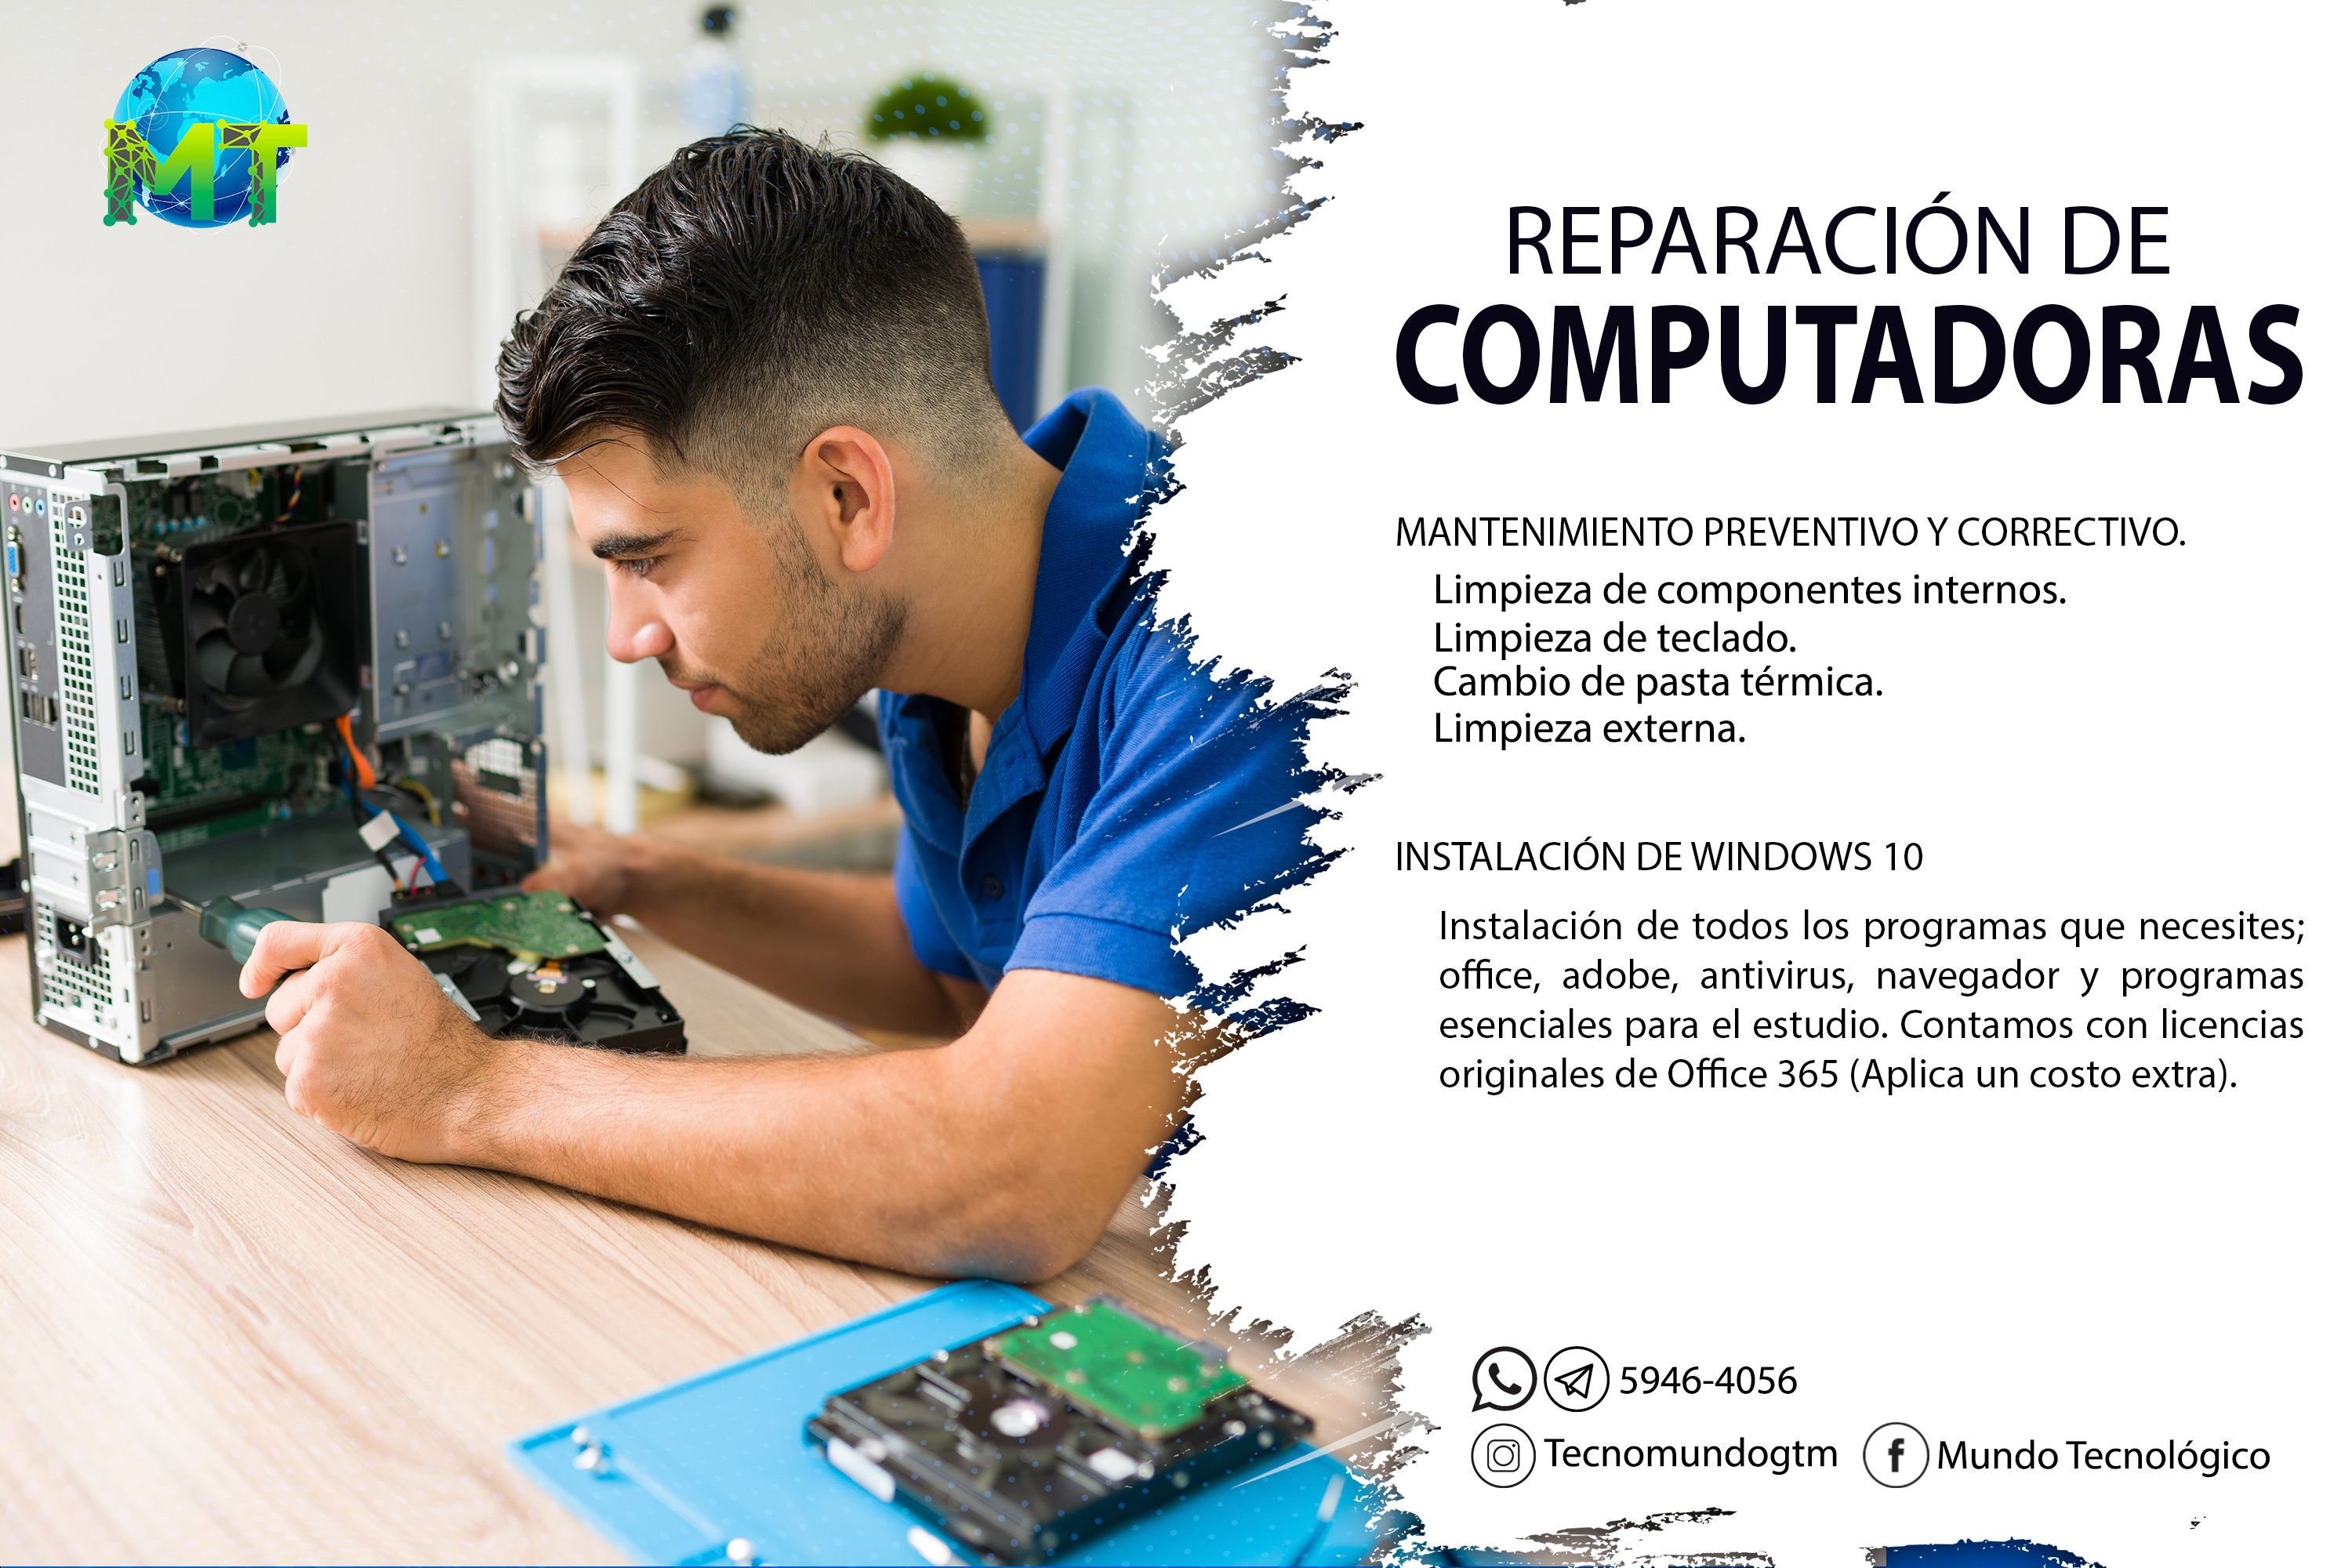 MT
REPARACIÓN DE
COMPUTADORAS
MANTENIMIENTO PREVENTIVO Y CORRECTIVO.
Limpieza de componentes internos.
Limpieza de teclado.
Cambio de pasta térmica.
Limpieza externa.
INSTALACIÓN DE WINDOWS 10
Instalación de todos los programas que necesites;
office, adobe, antivirus, navegador y programas
esenciales para el estudio. Contamos con licencias
originales de Office 365 (Aplica un costo extra).
5946-4056
Tecnomundogtm
Mundo Tecnológico